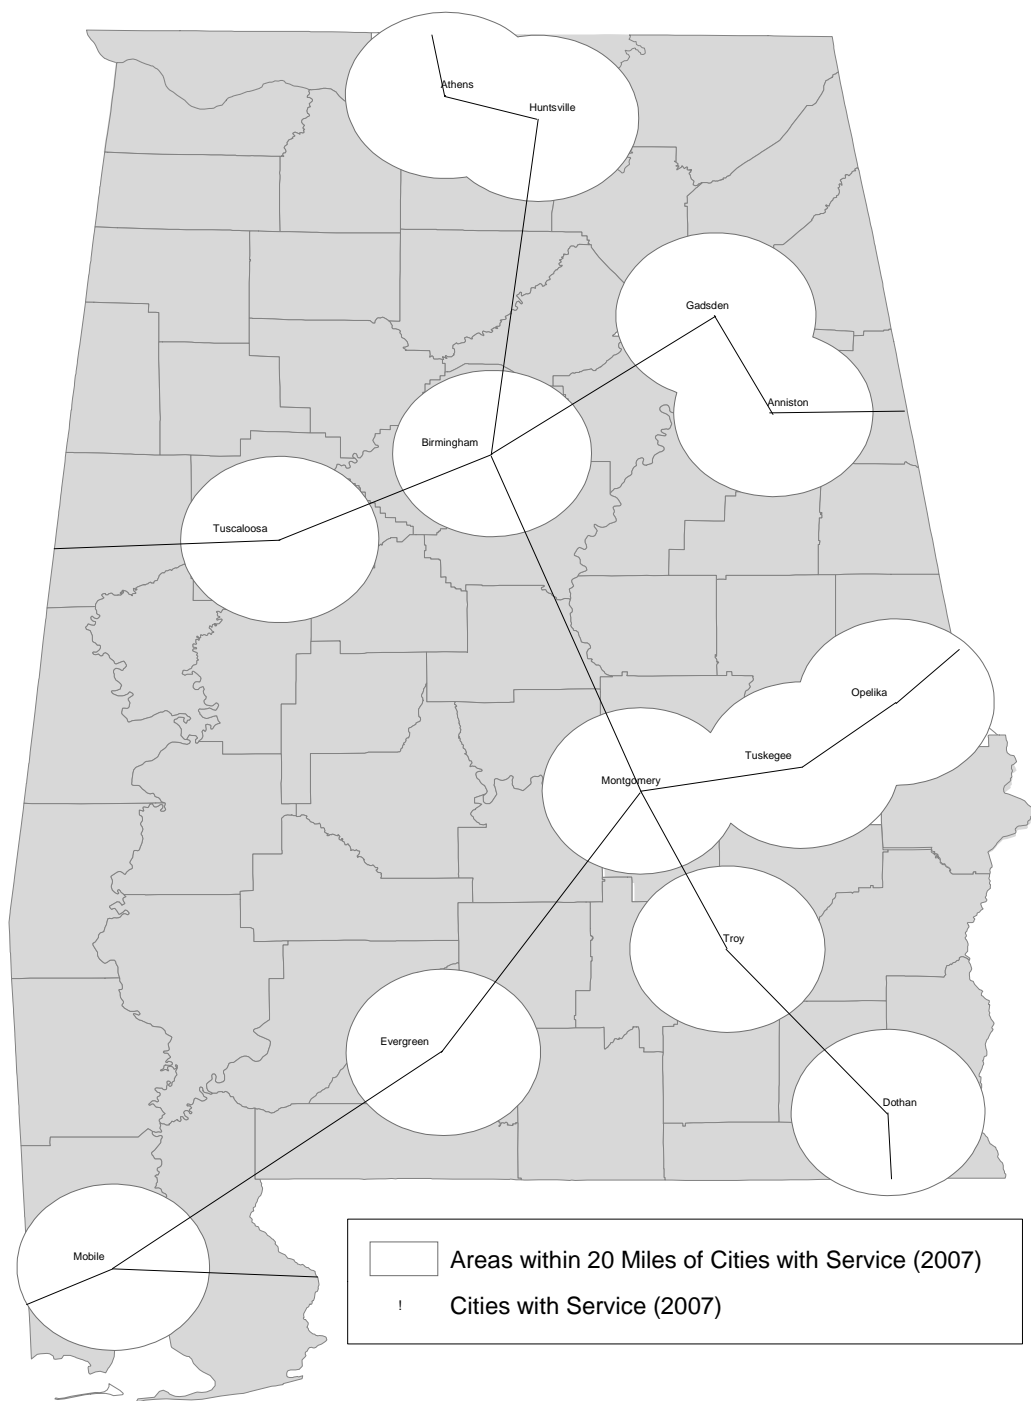 Athens
Huntsville
Gadsden
Anniston
Birmingham
Tuscaloosa
Opelika
Tuskegee
Montgomery
Troy
Evergreen
Dothan
Mobile
Areas within 20 Miles of Cities with Service (2007)
! Cities with Service (2007)